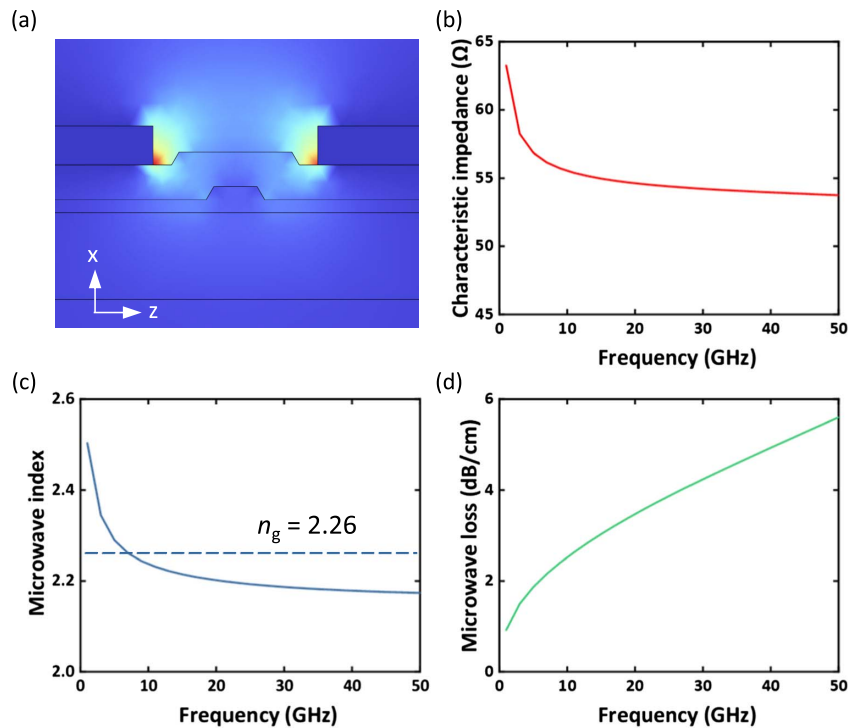 (a)
x
z
(b)
65
60
55
50
45
0
10
20
30
40
50
Characteristic impedance (Ω)
Frequency (GHz)
(c)
2.6
2.4
2.2
2.0
0
10
20
30
40
50
Microwave index
n_g = 2.26
Frequency (GHz)
(d)
6
4
2
0
0
10
20
30
40
50
Microwave loss (dB/cm)
Frequency (GHz)